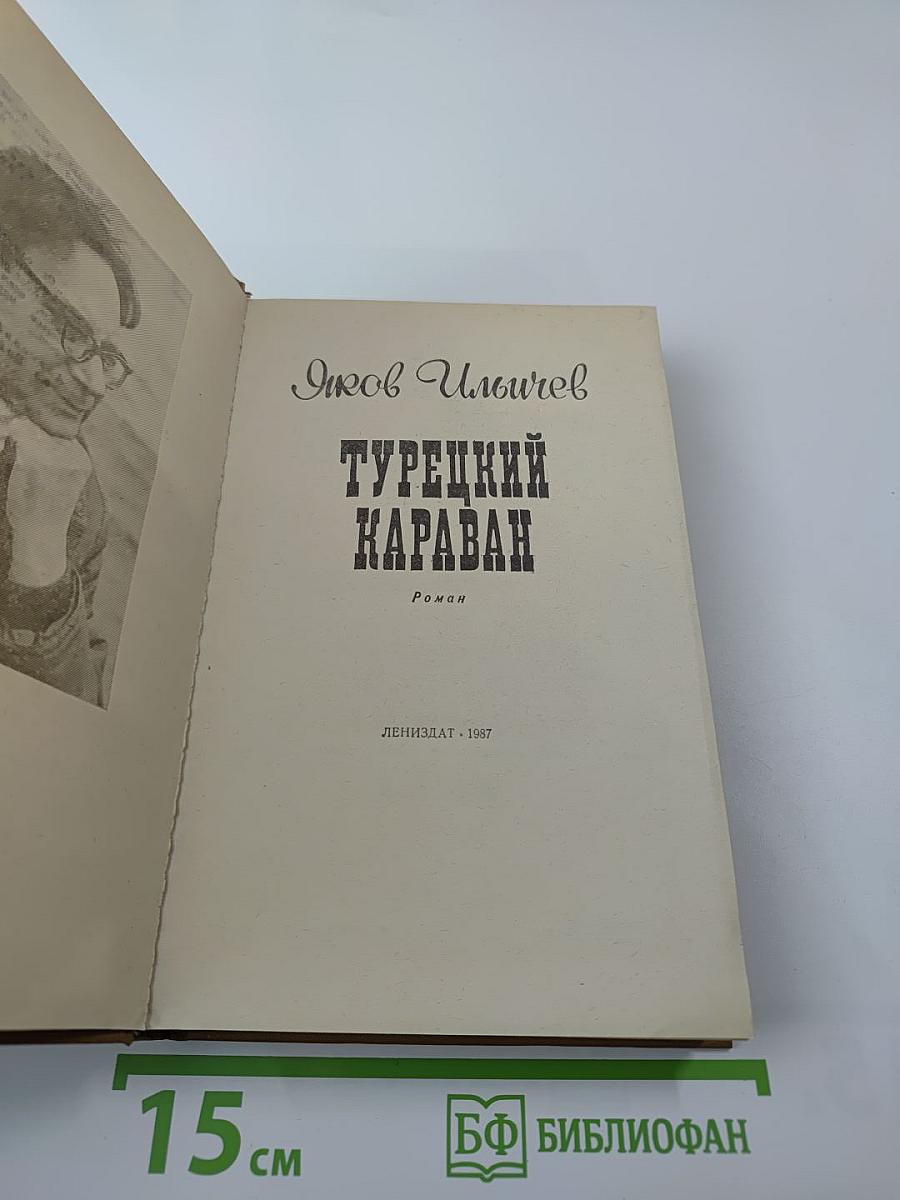 Яков Ильичев
ТУРЕЦКИЙ
КАРАВАН
Роман
ЛЕНИЗДАТ • 1987
15 см
БФ БИБЛИОФАН